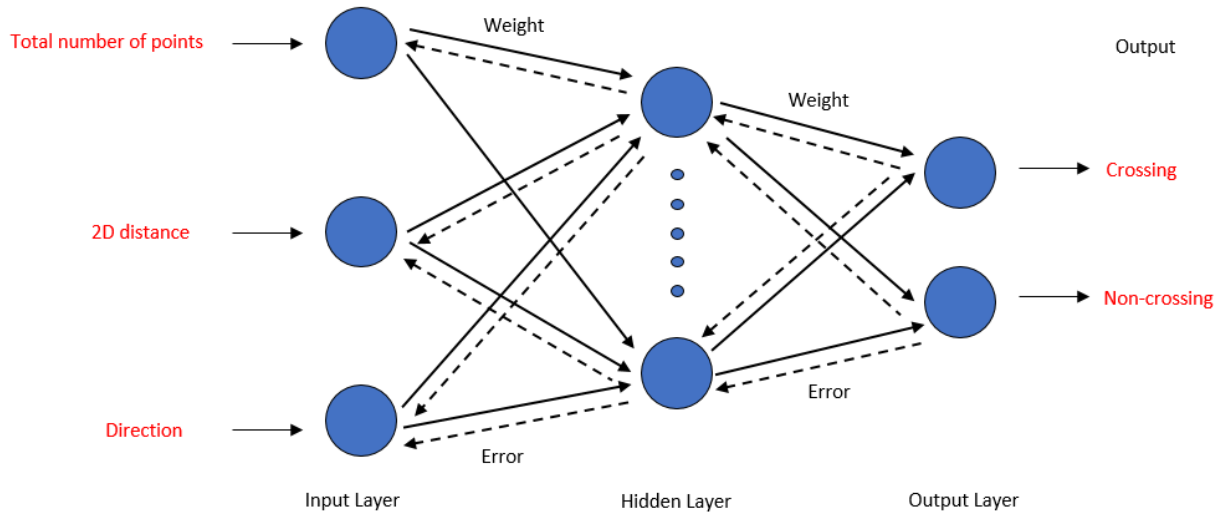 Weight
Total number of points
Output
Weight
Crossing
2D distance
Non-crossing
Error
Direction
Error
Input Layer
Hidden Layer
Output Layer